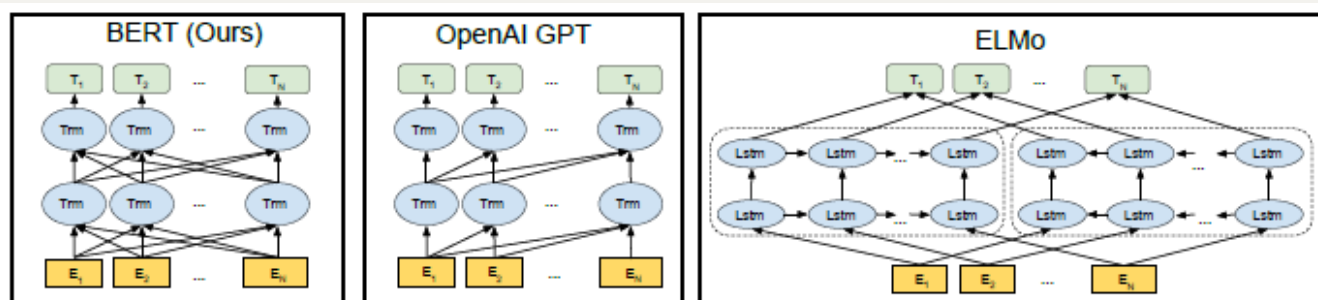 BERT (Ours)
T1 T2 ... TN
Trm Trm ... Trm
Trm Trm ... Trm
E1 E2 ... EN
OpenAI GPT
T1 T2 ... TN
Trm Trm ... Trm
Trm Trm ... Trm
E1 E2 ... EN
ELMo
T1 T2 ... TN
Lstm Lstm ... Lstm Lstm Lstm ... Lstm
Lstm Lstm ... Lstm Lstm Lstm ... Lstm
E1 E2 ... EN